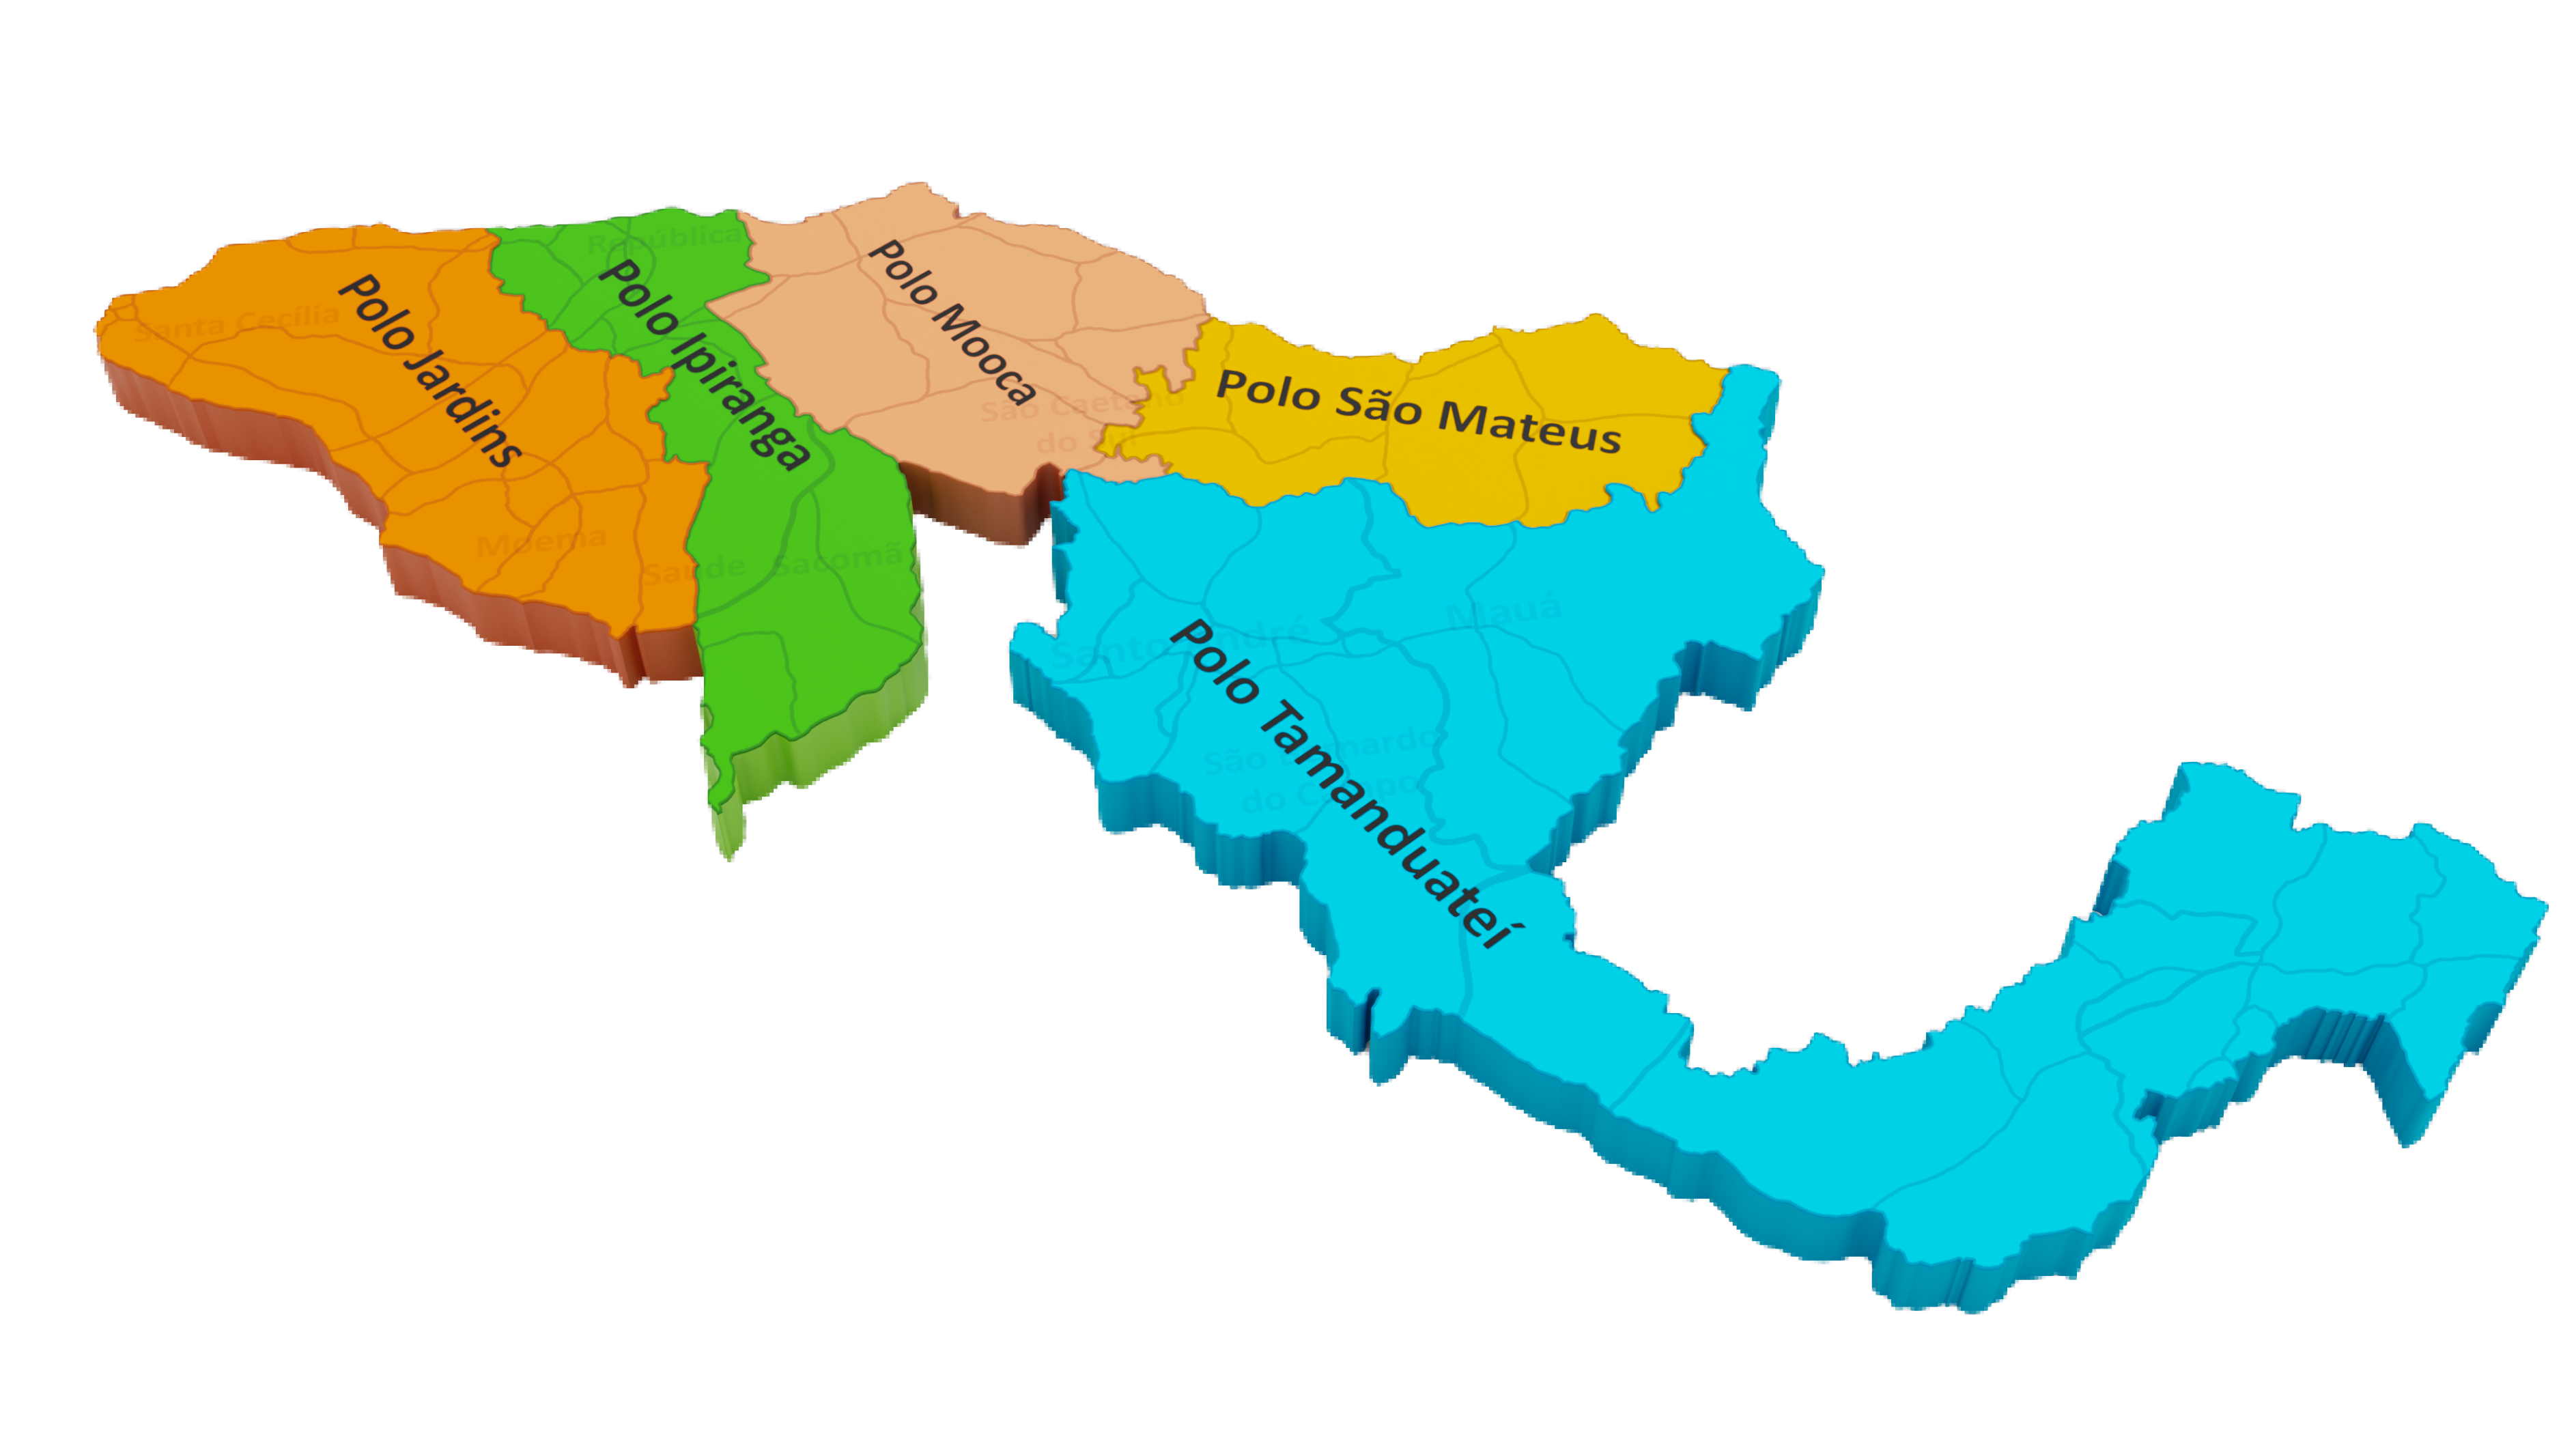 República
Santa Cecília
Polo Jardins
Polo Ipiranga
Polo Mooca
São Caetano
do Sul
Polo São Mateus
Moema
Saúde
Sacomã
Mauá
Santo André
Polo Tamanduateí
São Bernardo
do Campo